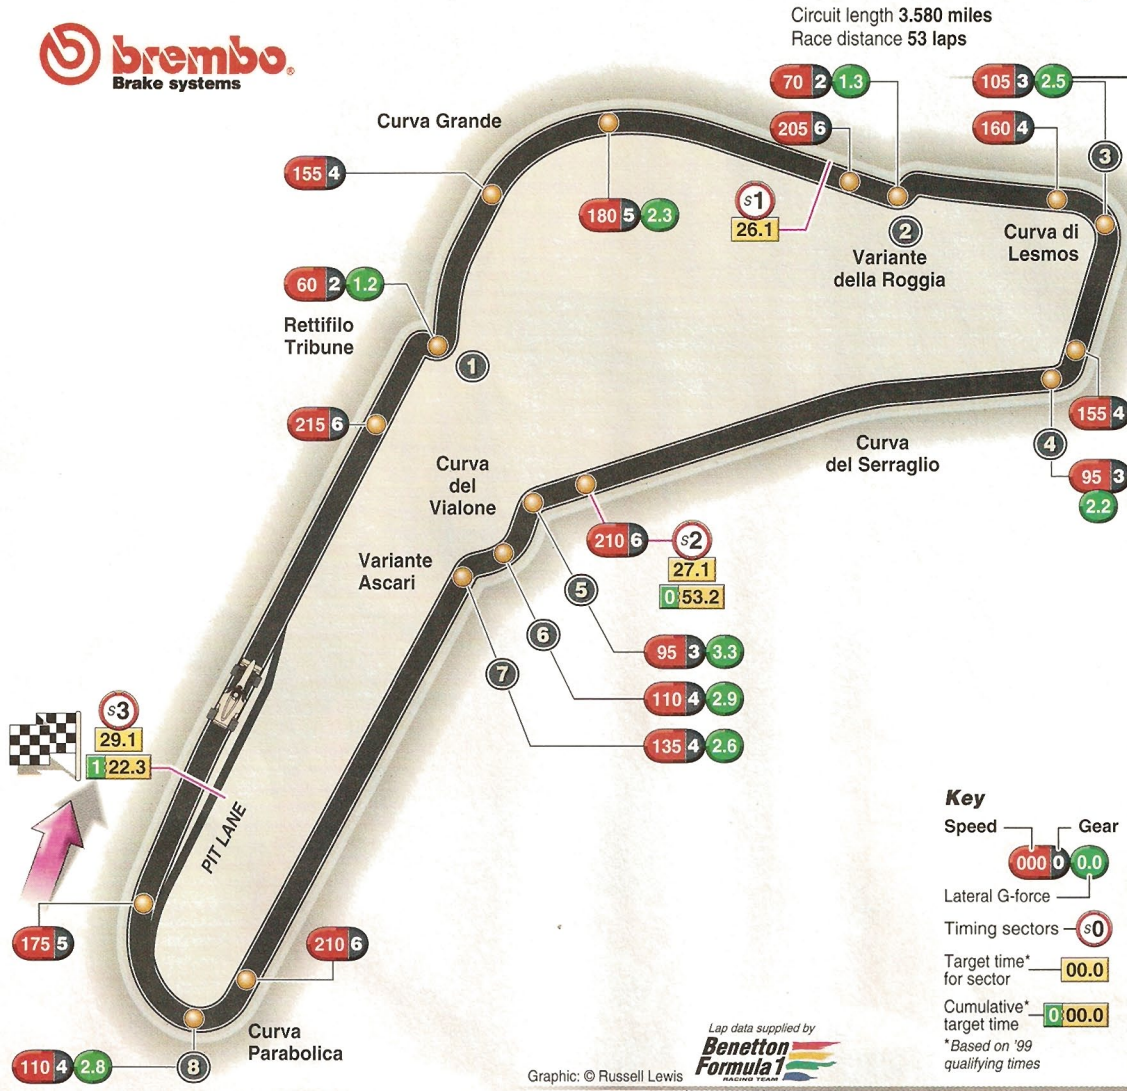 Circuit length 3.580 miles
Race distance 53 laps
brembo.
Brake systems
70 2 1.3
205 6
105 3 2.5
160 4
3
Curva Grande
155 4
180 5 2.3
S1
26.1
2
Variante
della Roggia
Curva di
Lesmos
60 2 1.2
Rettifilo
Tribune
1
215 6
155 4
4
95 3
2.2
Curva
del Serraglio
Curva
del
Vialone
210 6
S2
27.1
0 53.2
Variante
Ascari
5
6
7
95 3 3.3
110 4 2.9
135 4 2.6
S3
29.1
1 22.3
PIT LANE
175 5
210 6
Curva
Parabolica
8
110 4 2.8
Key
Speed Gear
000 0 0.0
Lateral G-force
Timing sectors S0
Target time*
for sector
00.0
Cumulative*
target time
0 00.0
*Based on '99
qualifying times
Lap data supplied by
Benetton
Formula 1
RACING TEAM
Graphic: © Russell Lewis